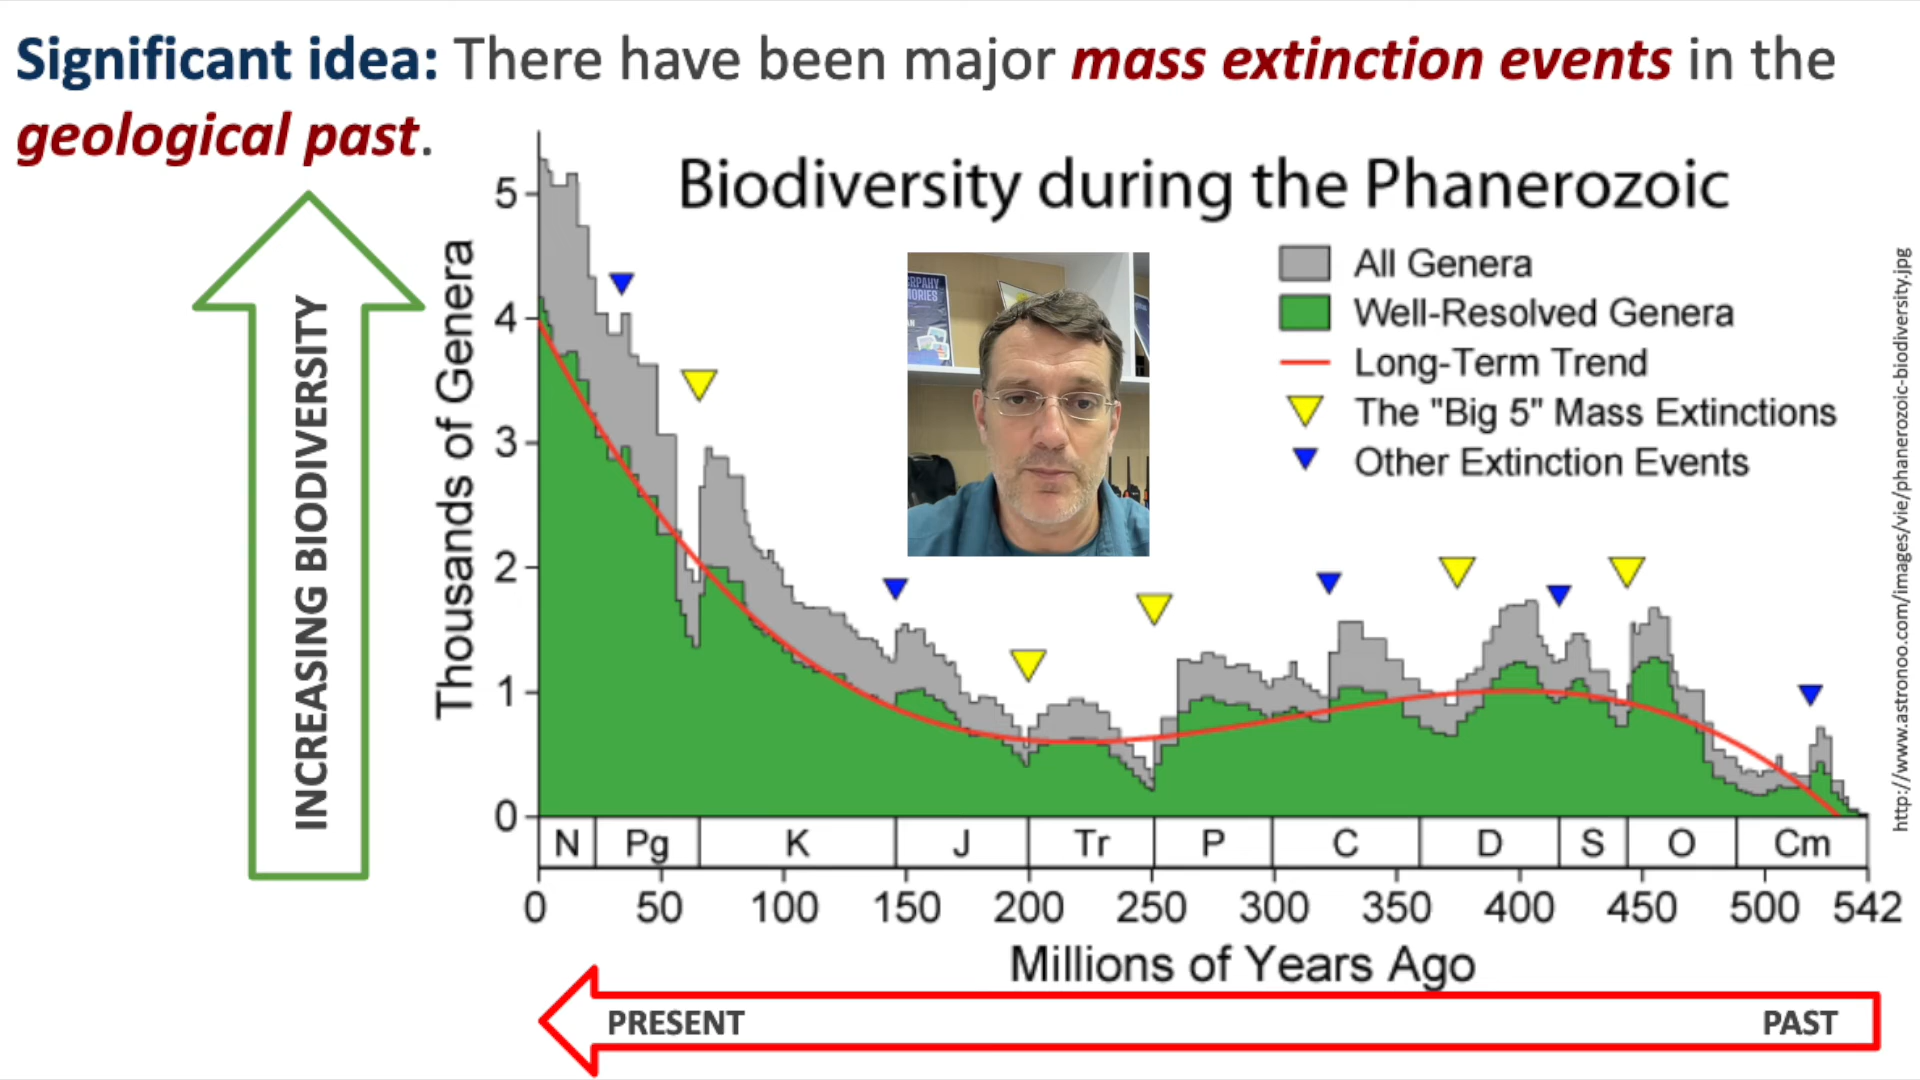 Significant idea: There have been major mass extinction events in the
geological past.
Biodiversity during the Phanerozoic
INCREASING BIODIVERSITY
Thousands of Genera
5
4
3
2
1
0
All Genera
Well-Resolved Genera
Long-Term Trend
The "Big 5" Mass Extinctions
Other Extinction Events
N Pg K J Tr P C D S O Cm
0 50 100 150 200 250 300 350 400 450 500 542
Millions of Years Ago
PRESENT PAST
http://www.astronoo.com/images/vie/phanerozoic-biodiversity.jpg